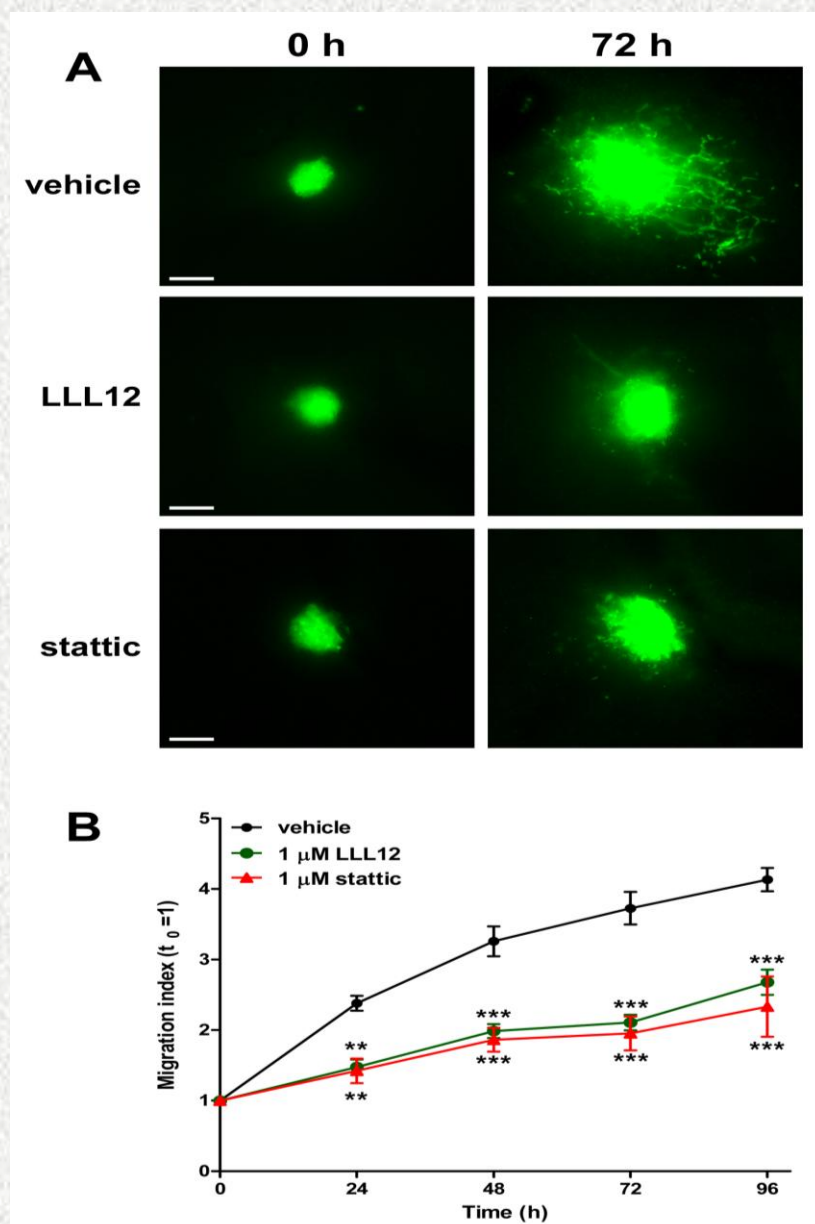 A
0 h 72 h
vehicle
LLL12
stattic
B
5
4
3
2
1
0
Migration index (t 0 =1)
vehicle
1 µM LLL12
1 µM stattic
** *** *** ***
** *** *** ***
0 24 48 72 96
Time (h)